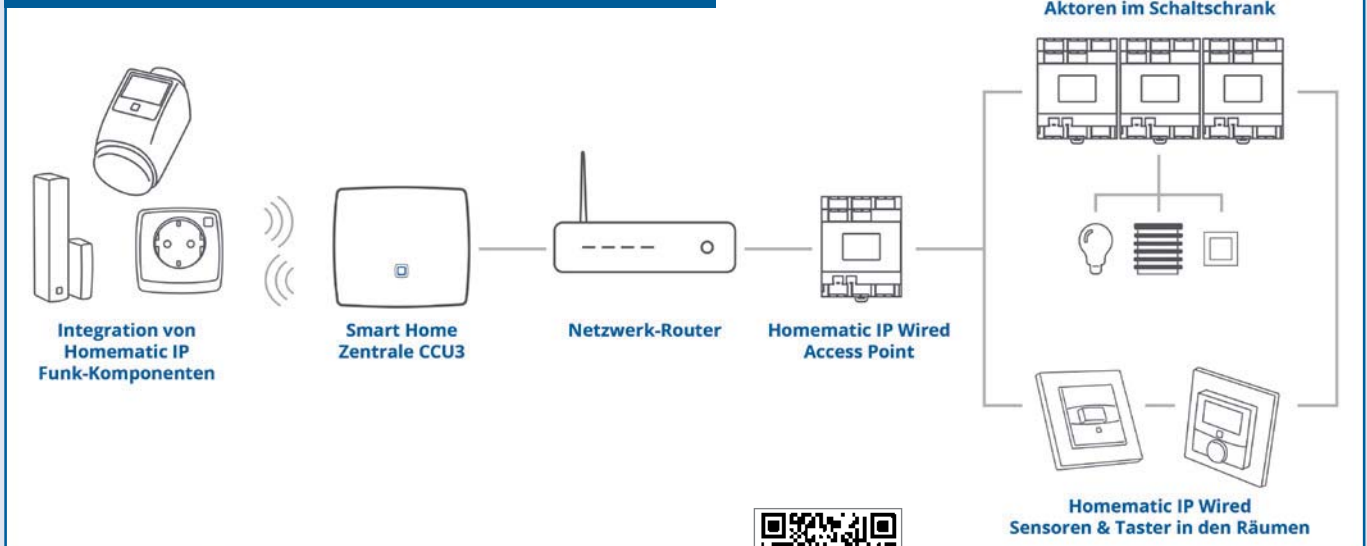 Aktoren im Schaltschrank
Integration von
Homematic IP
Funk-Komponenten
Smart Home
Zentrale CCU3
Netzwerk-Router
Homematic IP Wired
Access Point
Homematic IP Wired
Sensoren & Taster in den Räumen